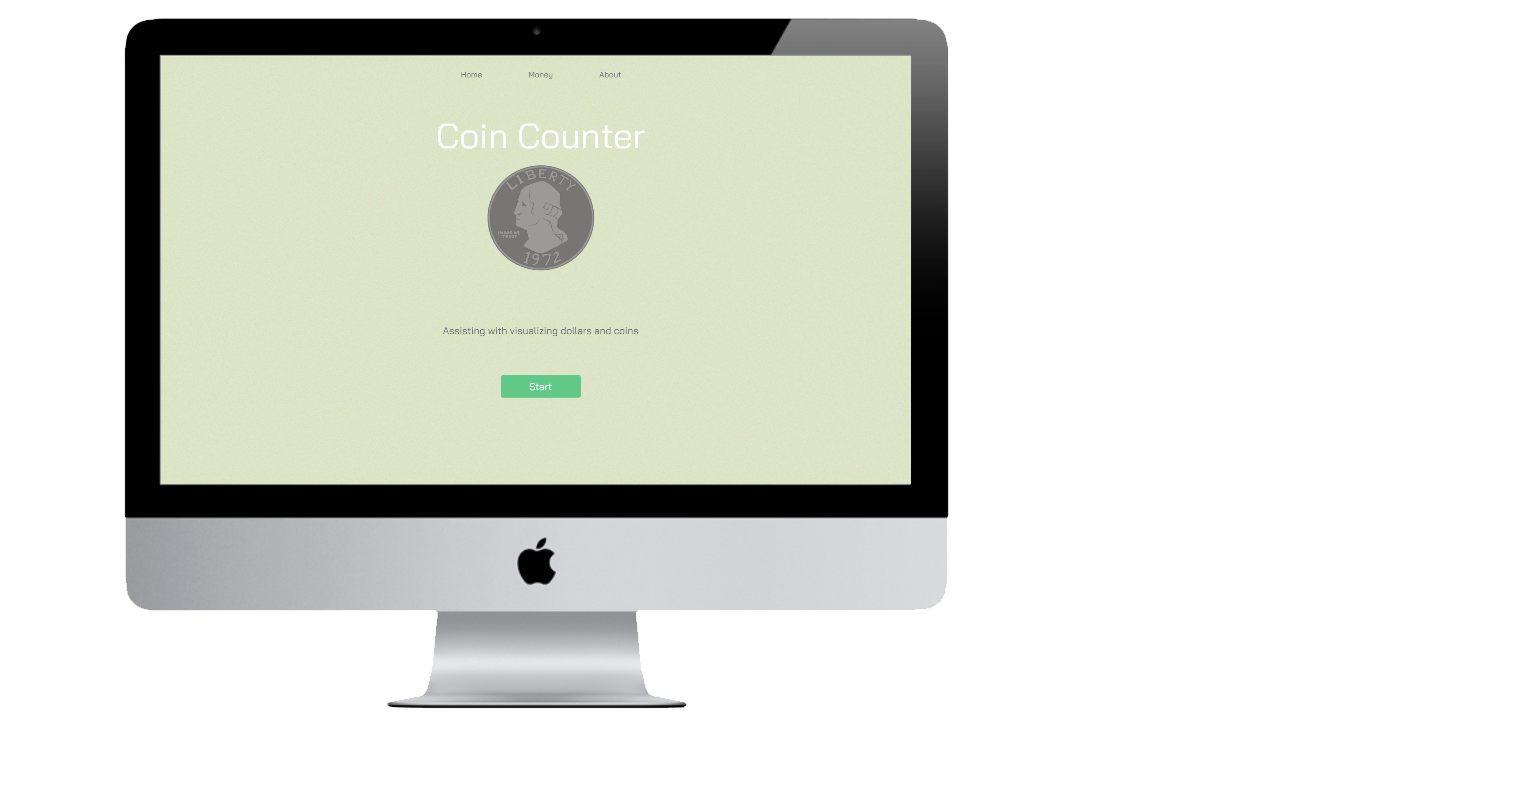 Home Money About
Coin Counter
LIBERTY
IN GOD WE
TRUST
1972
Assisting with visualizing dollars and coins
Start